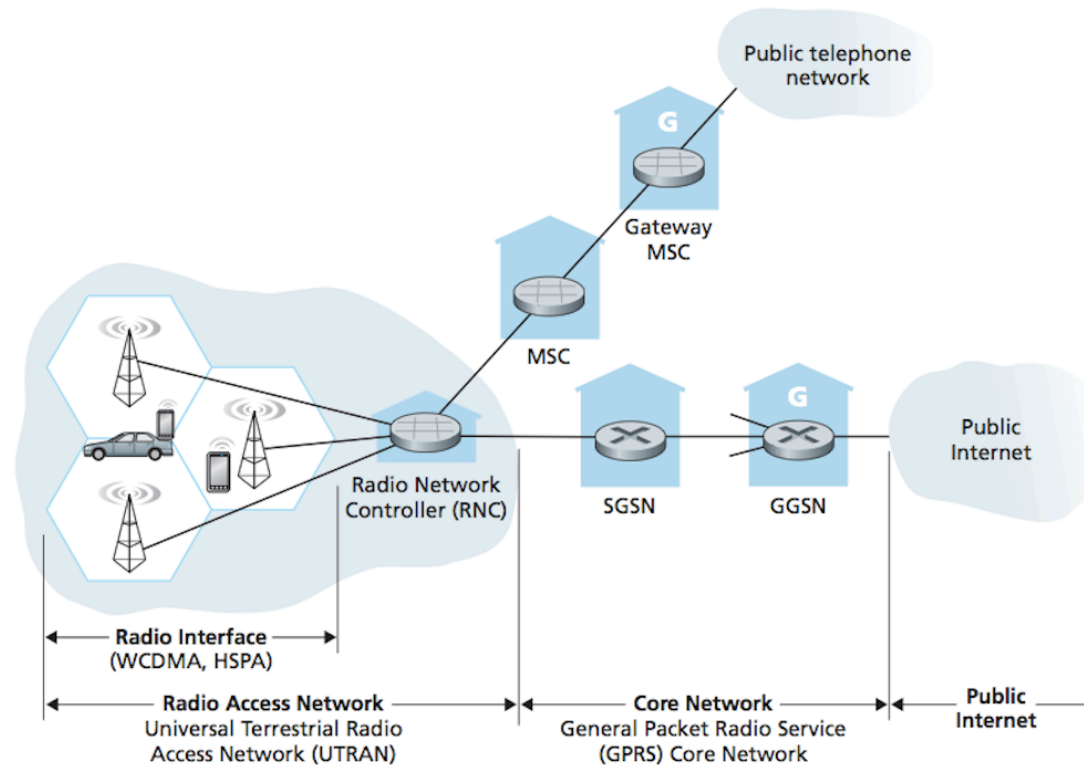 Public telephone
network
G
Gateway
MSC
MSC
G
Public
Internet
Radio Network
Controller (RNC)
SGSN
GGSN
Radio Interface
(WCDMA, HSPA)
Radio Access Network
Universal Terrestrial Radio
Access Network (UTRAN)
Core Network
General Packet Radio Service
(GPRS) Core Network
Public
Internet